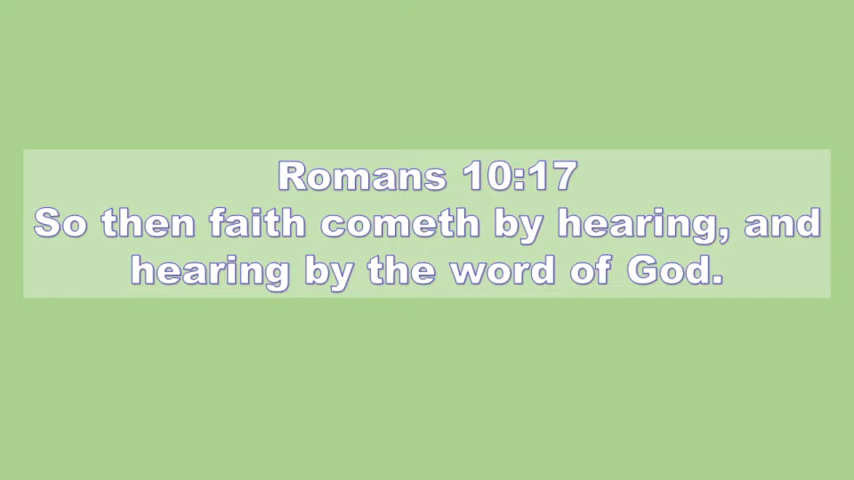 Romans 10:17
So then faith cometh by hearing, and
hearing by the word of God.